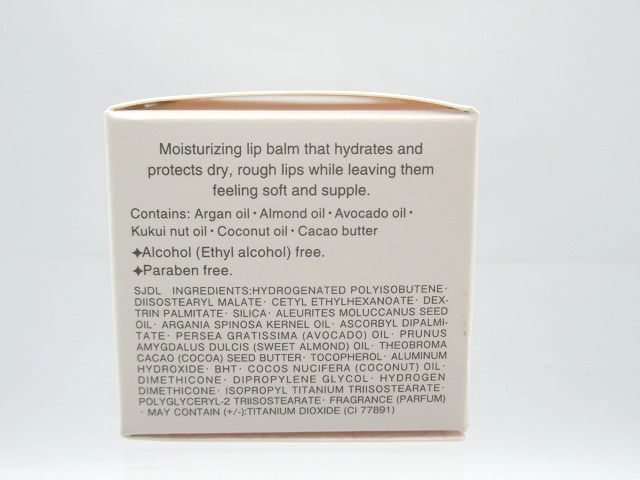 Moisturizing lip balm that hydrates and
protects dry, rough lips while leaving them
feeling soft and supple.
Contains: Argan oil・Almond oil・Avocado oil・
Kukui nut oil・Coconut oil・Cacao butter
✦Alcohol (Ethyl alcohol) free.
✦Paraben free.
SJDL INGREDIENTS:HYDROGENATED POLYISOBUTENE·
DIISOSTEARYL MALATE· CETYL ETHYLHEXANOATE· DEX-
TRIN PALMITATE· SILICA· ALEURITES MOLUCCANUS SEED
OIL· ARGANIA SPINOSA KERNEL OIL· ASCORBYL DIPALMI-
TATE· PERSEA GRATISSIMA (AVOCADO) OIL· PRUNUS
AMYGDALUS DULCIS (SWEET ALMOND) OIL· THEOBROMA
CACAO (COCOA) SEED BUTTER· TOCOPHEROL· ALUMINUM
HYDROXIDE· BHT· COCOS NUCIFERA (COCONUT) OIL·
DIMETHICONE· DIPROPYLENE GLYCOL· HYDROGEN
DIMETHICONE· ISOPROPYL TITANIUM TRIISOSTEARATE·
POLYGLYCERYL-2 TRIISOSTEARATE· FRAGRANCE (PARFUM)
· MAY CONTAIN (+/-):TITANIUM DIOXIDE (CI 77891)